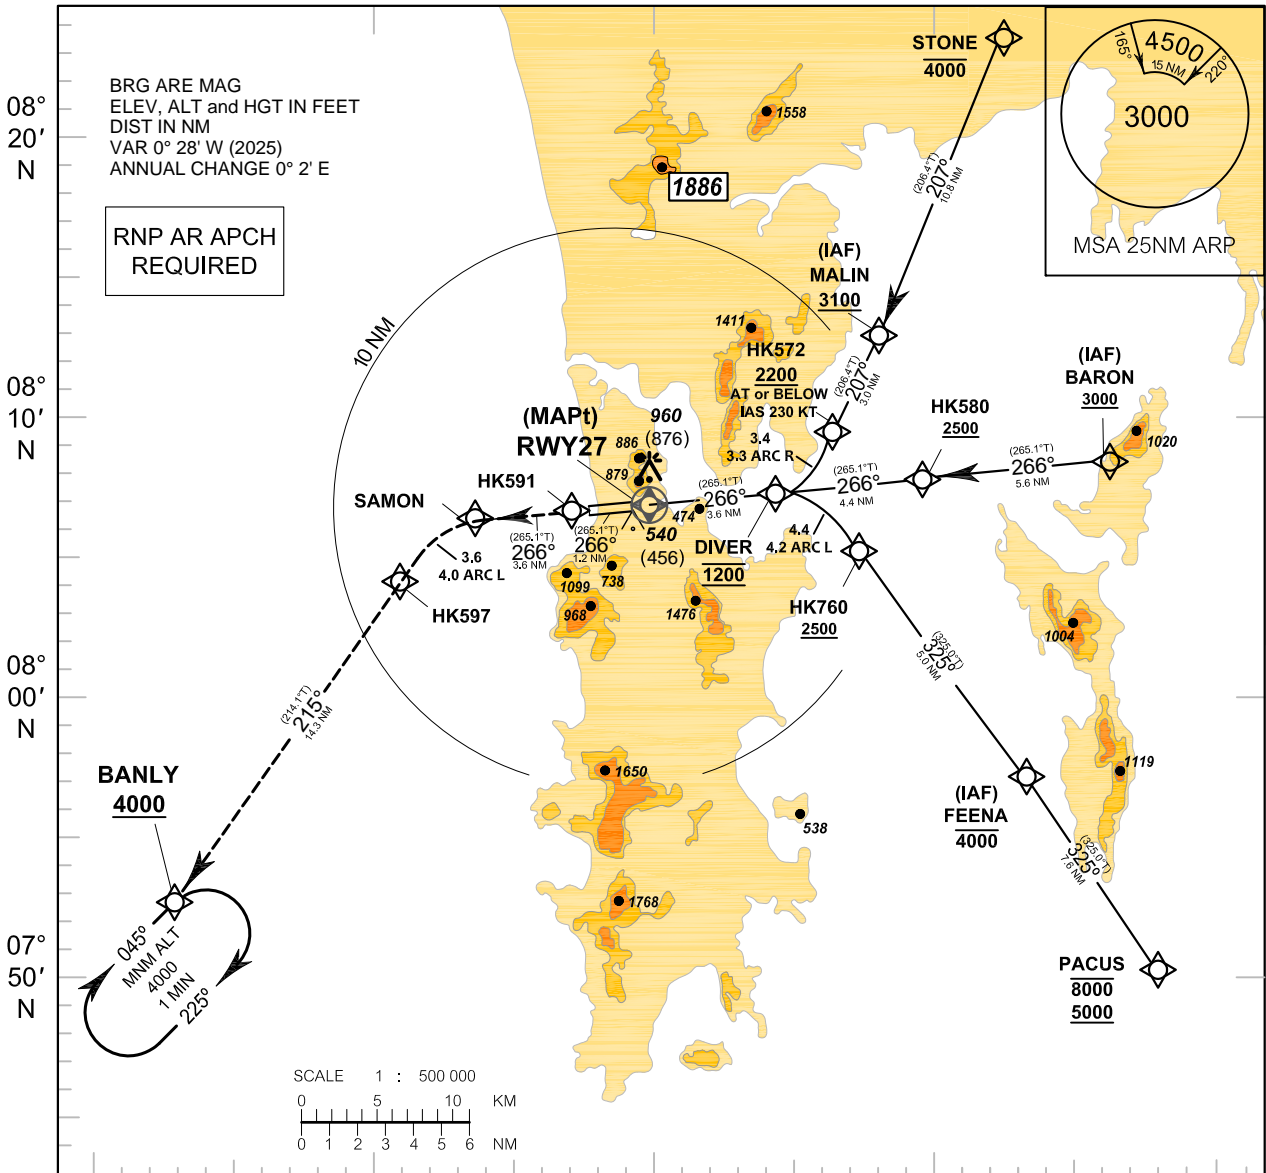 BRG ARE MAG
ELEV, ALT and HGT IN FEET
DIST IN NM
VAR 0° 28' W (2025)
ANNUAL CHANGE 0° 2' E
RNP AR APCH
REQUIRED
08°
20'
N
08°
10'
N
08°
00'
N
07°
50'
N
STONE
4000
165°
4500
15 NM
220°
3000
MSA 25NM ARP
1558
1886
(206.4°T)
207°
10.8 NM
(IAF)
MALIN
3100
10 NM
1411
HK572
2200
AT or BELOW
IAS 230 KT
(206.4°T)
207°
3.0 NM
3.4
3.3 ARC R
(IAF)
BARON
3000
1020
HK580
2500
(265.1°T)
266°
5.6 NM
(265.1°T)
266°
4.4 NM
(MAPt)
RWY27
960
(876)
886
879
(265.1°T)
266°
3.6 NM
474
HK591
SAMON
(265.1°T)
266°
3.6 NM
(265.1°T)
266°
1.2 NM
540
(456)
DIVER
1200
4.4
4.2 ARC L
3.6
4.0 ARC L
HK597
1099
738
968
1476
HK760
2500
1004
(325.0°T)
325°
5.0 NM
(214.1°T)
215°
14.3 NM
BANLY
4000
1650
538
1119
(IAF)
FEENA
4000
(325.0°T)
325°
7.6 NM
1768
045°
MNM ALT
4000
1 MIN
225°
PACUS
8000
5000
SCALE 1 : 500 000
0 5 10 KM
0 1 2 3 4 5 6 NM